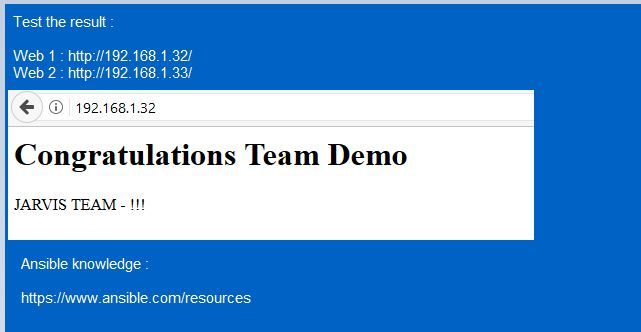 Test the result :
Web 1 : http://192.168.1.32/
Web 2 : http://192.168.1.33/
192.168.1.32
Congratulations Team Demo
JARVIS TEAM - !!!
Ansible knowledge :
https://www.ansible.com/resources